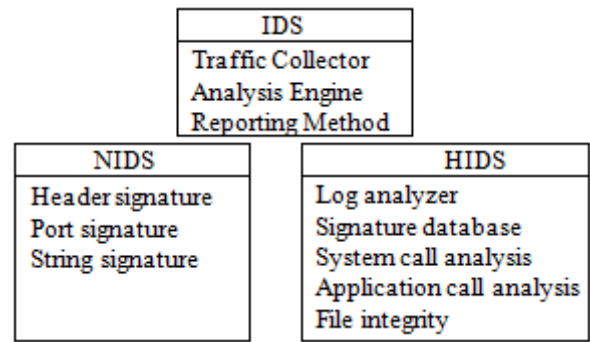 IDS
Traffic Collector
Analysis Engine
Reporting Method
NIDS
Header signature
Port signature
String signature
HIDS
Log analyzer
Signature database
System call analysis
Application call analysis
File integrity